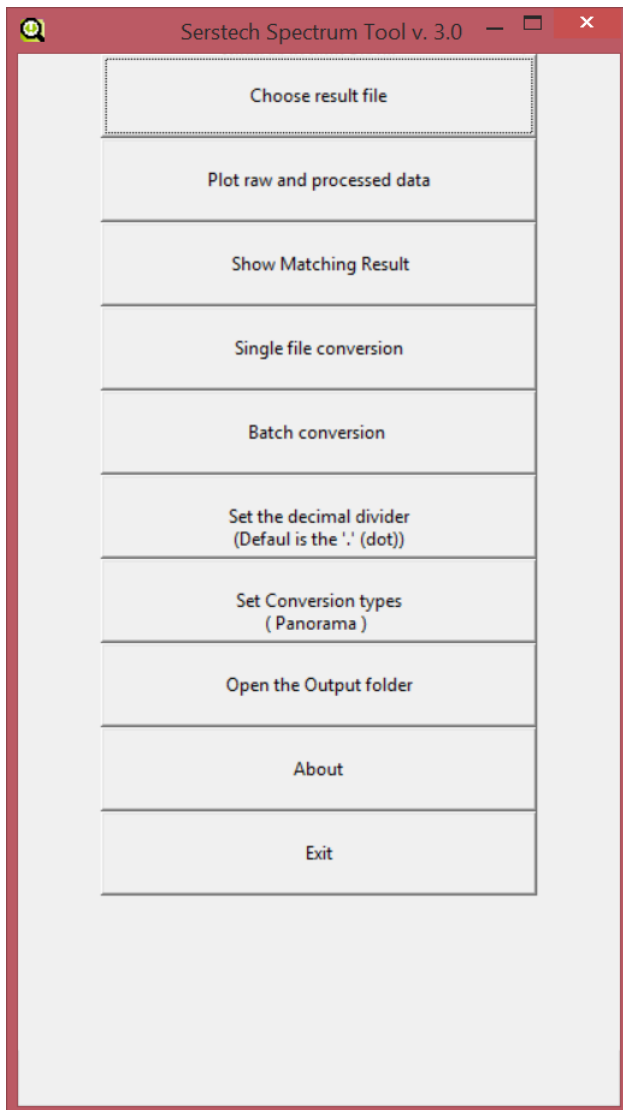 Serstech Spectrum Tool v. 3.0
Choose result file
Plot raw and processed data
Show Matching Result
Single file conversion
Batch conversion
Set the decimal divider
(Defaul is the '.' (dot))
Set Conversion types
( Panorama )
Open the Output folder
About
Exit